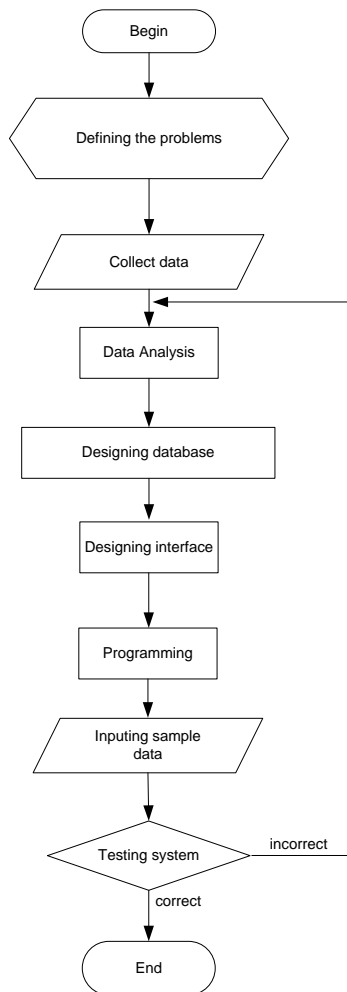 Begin
Defining the problems
Collect data
Data Analysis
Designing database
Designing interface
Programming
Inputing sample
data
Testing system
incorrect
correct
End